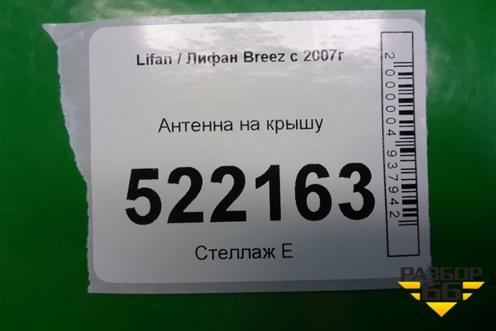 Lifan / Лифан Breez с 2007г
Антенна на крышу
522163
Стеллаж Е
2000004937942
РАЗБОР
66